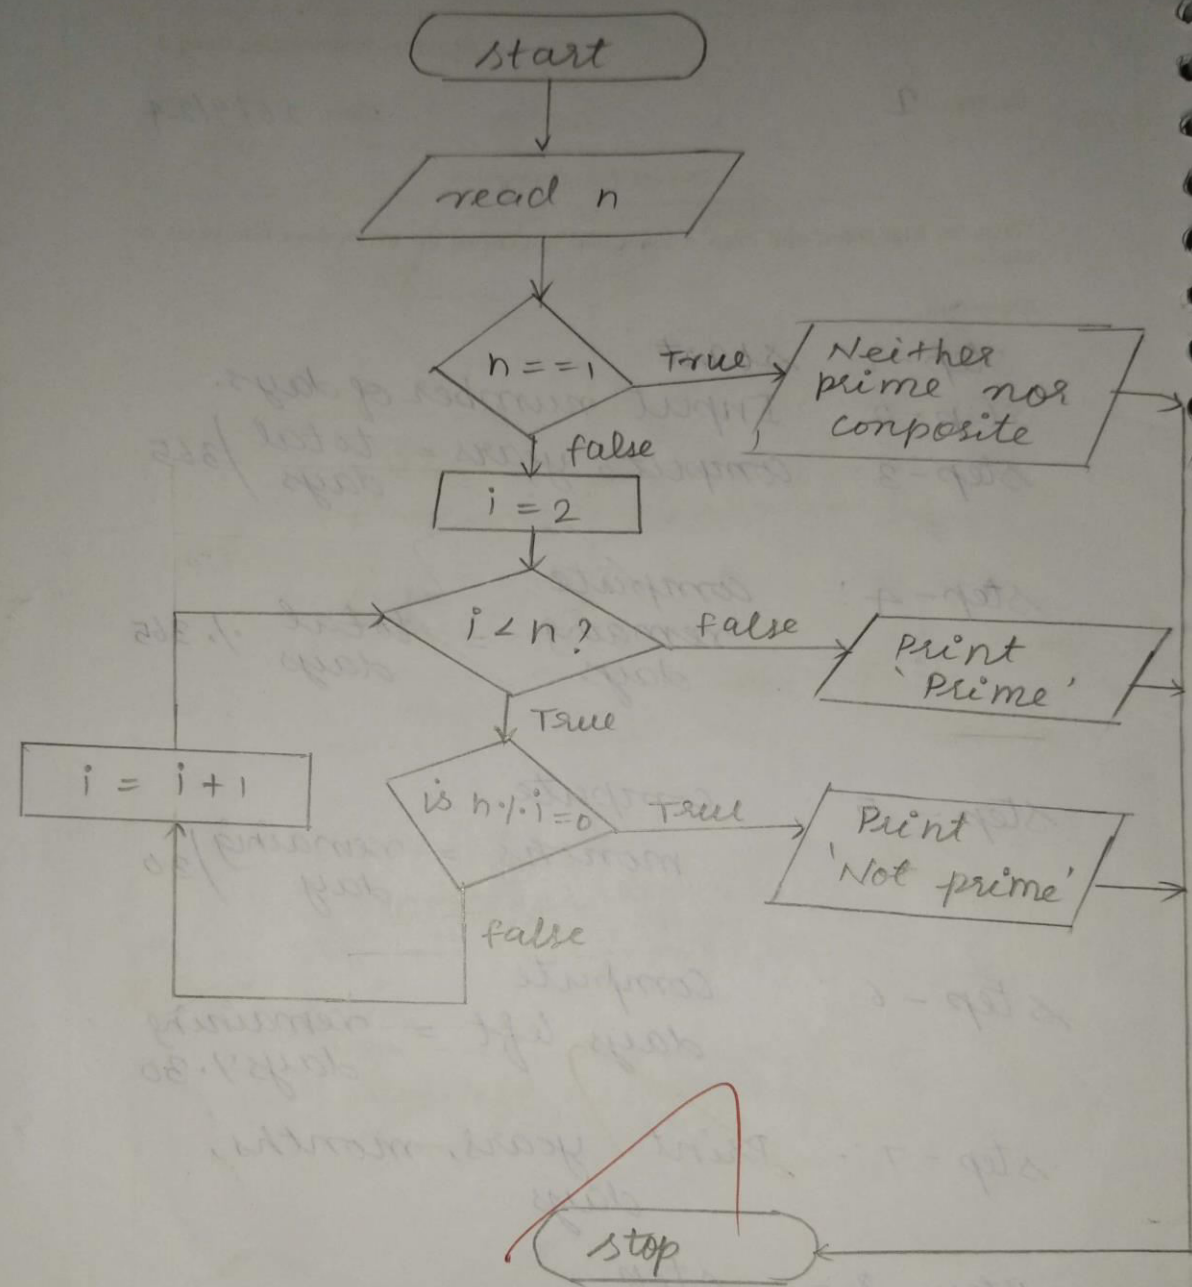 start
read n
n==1
True
Neither
prime nor
conposite
false
i = 2
i < n?
false
Print
'Prime'
True
i = i+1
is n%i=0
True
Print
'Not prime'
false
stop